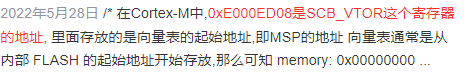 2022年5月28日 /* 在Cortex-M中,0xE000ED08是SCB_VTOR这个寄存器
的地址, 里面存放的是向量表的起始地址,即MSP的地址 向量表通常是从
内部 FLASH 的起始地址开始存放,那么可知 memory: 0x00000000 ...